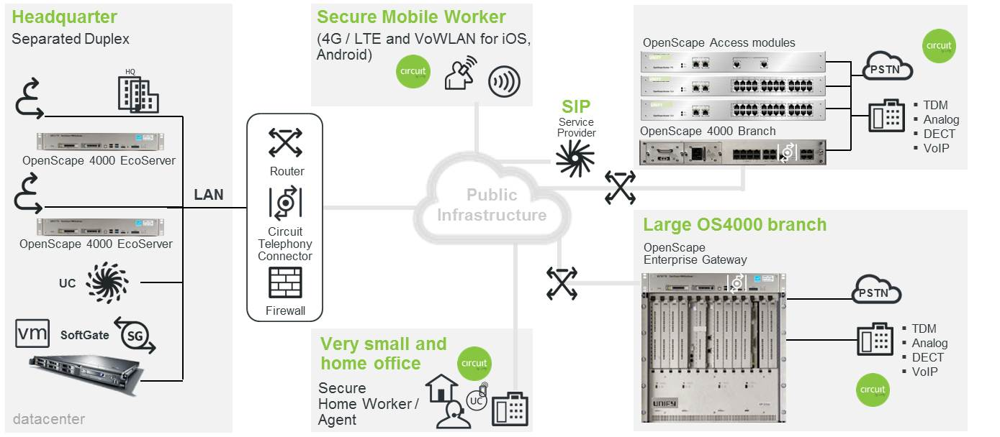 Headquarter
Separated Duplex
HQ
OpenScape 4000 EcoServer
OpenScape 4000 EcoServer
LAN
UC
vm
SoftGate
SG
datacenter
Router
Circuit
Telephony
Connector
Firewall
Secure Mobile Worker
(4G / LTE and VoWLAN for iOS,
Android)
circuit
Public
Infrastructure
SIP
Service
Provider
Very small and
home office
circuit
Secure
Home Worker /
Agent
UC
OpenScape Access modules
circuit
UNIFY
PSTN
OpenScape 4000 Branch
TDM
Analog
DECT
VoIP
Large OS4000 branch
OpenScape
Enterprise Gateway
UNIFY
PSTN
TDM
Analog
DECT
VoIP
circuit